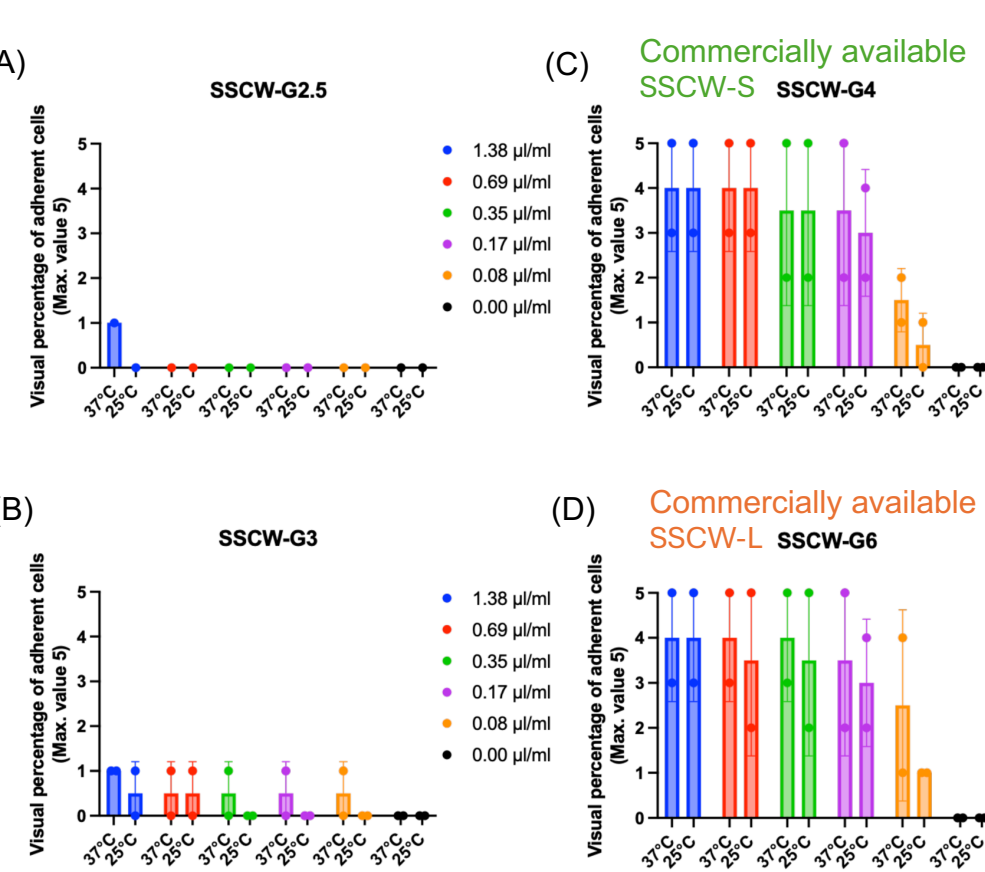 A)
SSCW-G2.5
Visual percentage of adherent cells
(Max. value 5)
5
4
3
2
1
0
37°C
25°C
37°C
25°C
37°C
25°C
37°C
25°C
37°C
25°C
37°C
25°C
1.38 µl/ml
0.69 µl/ml
0.35 µl/ml
0.17 µl/ml
0.08 µl/ml
0.00 µl/ml
(C)
Commercially available
SSCW-S SSCW-G4
Visual percentage of adherent cells
(Max. value 5)
5
4
3
2
1
0
37°C
25°C
37°C
25°C
37°C
25°C
37°C
25°C
37°C
25°C
37°C
25°C
(B)
SSCW-G3
Visual percentage of adherent cells
(Max. value 5)
5
4
3
2
1
0
37°C
25°C
37°C
25°C
37°C
25°C
37°C
25°C
37°C
25°C
37°C
25°C
1.38 µl/ml
0.69 µl/ml
0.35 µl/ml
0.17 µl/ml
0.08 µl/ml
0.00 µl/ml
(D)
Commercially available
SSCW-L SSCW-G6
Visual percentage of adherent cells
(Max. value 5)
5
4
3
2
1
0
37°C
25°C
37°C
25°C
37°C
25°C
37°C
25°C
37°C
25°C
37°C
25°C